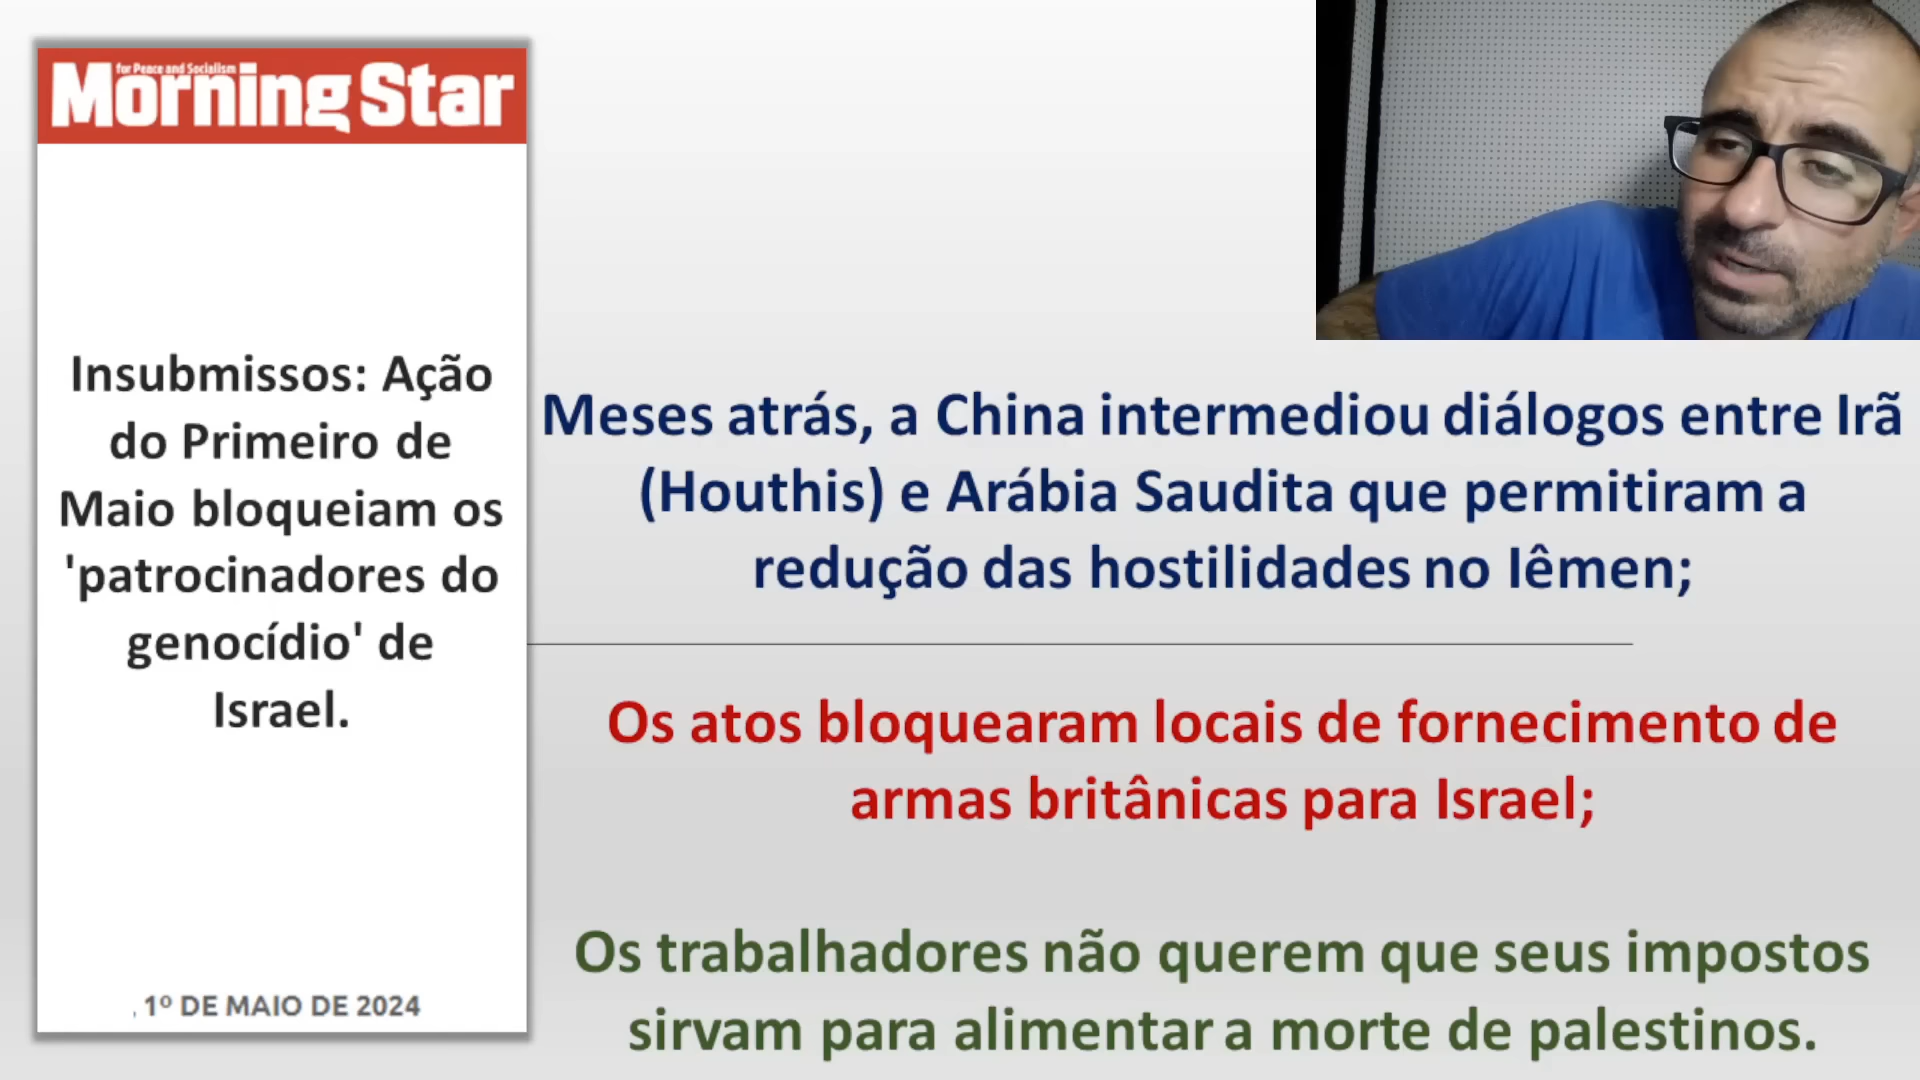 for Peace and Socialism
Morning Star
Insubmissos: Ação
do Primeiro de
Maio bloqueiam os
'patrocinadores do
genocídio' de
Israel.
, 1º DE MAIO DE 2024
Meses atrás, a China intermediou diálogos entre Irã
(Houthis) e Arábia Saudita que permitiram a
redução das hostilidades no Iêmen;
Os atos bloquearam locais de fornecimento de
armas britânicas para Israel;
Os trabalhadores não querem que seus impostos
sirvam para alimentar a morte de palestinos.